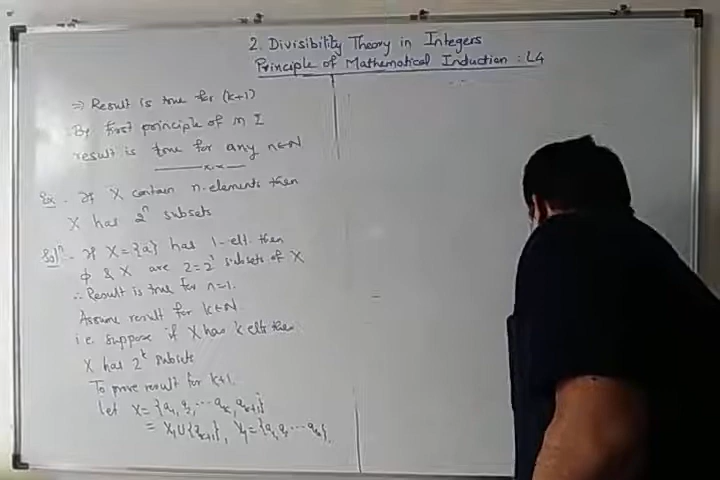 2. Divisibility Theory in Integers
Principle of Mathematical Induction : L4
⇒ Result is true for (k+1)
By first principle of M I
result is true for any n∈N
—— x–x ——
Ex - If X contain n-elements then
X has 2ⁿ subsets
Solⁿ - If X={a} has 1-elt. then
ϕ & X are 2=2¹ subsets of X
∴ Result is true for n=1.
Assume result for k∈N
i.e. suppose if X has k elts then
X has 2ᵏ subsets
To prove result for k+1.
let X={a₁, a₂, ⋯ aₖ, aₖ₊₁}
= X₁∪{aₖ₊₁}, X₁={a₁, a₂ ⋯ aₖ}.